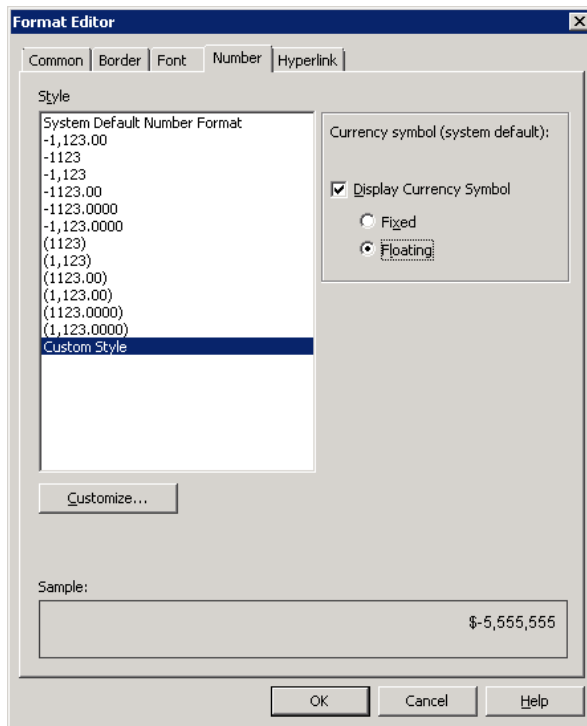 Format Editor
Common Border Font Number Hyperlink
Style
System Default Number Format
-1,123.00
-1123
-1,123
-1123.00
-1123.0000
-1,123.0000
(1123)
(1,123)
(1123.00)
(1,123.00)
(1123.0000)
(1,123.0000)
Custom Style
Currency symbol (system default):
Display Currency Symbol
Fixed
Floating
Customize...
Sample:
$-5,555,555
OK Cancel Help